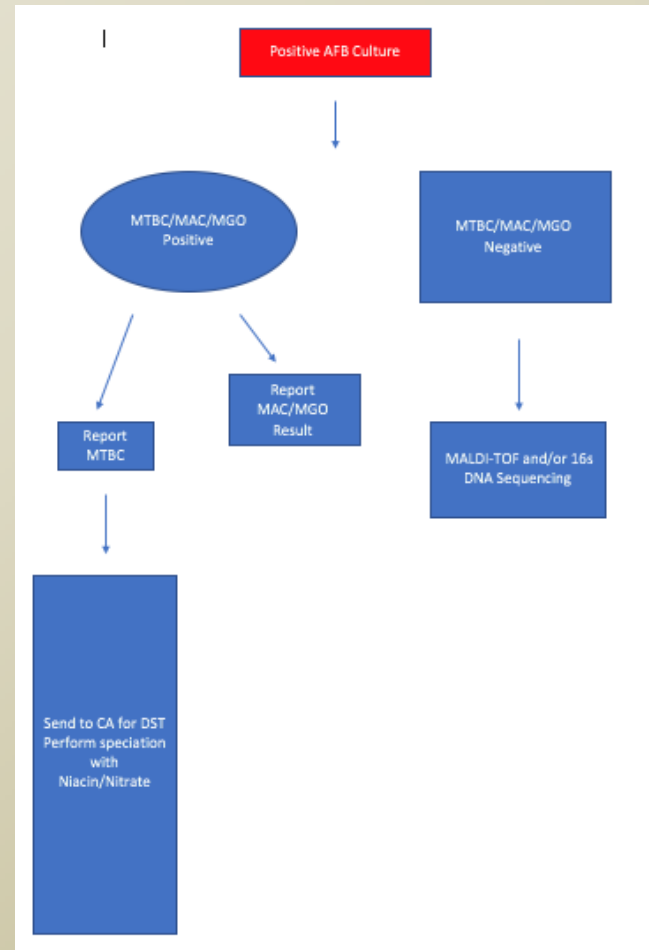 Positive AFB Culture
MTBC/MAC/MGO
Positive
MTBC/MAC/MGO
Negative
Report
MAC/MGO
Result
Report
MTBC
MALDI-TOF and/or 16s
DNA Sequencing
Send to CA for DST
Perform speciation
with
Niacin/Nitrate